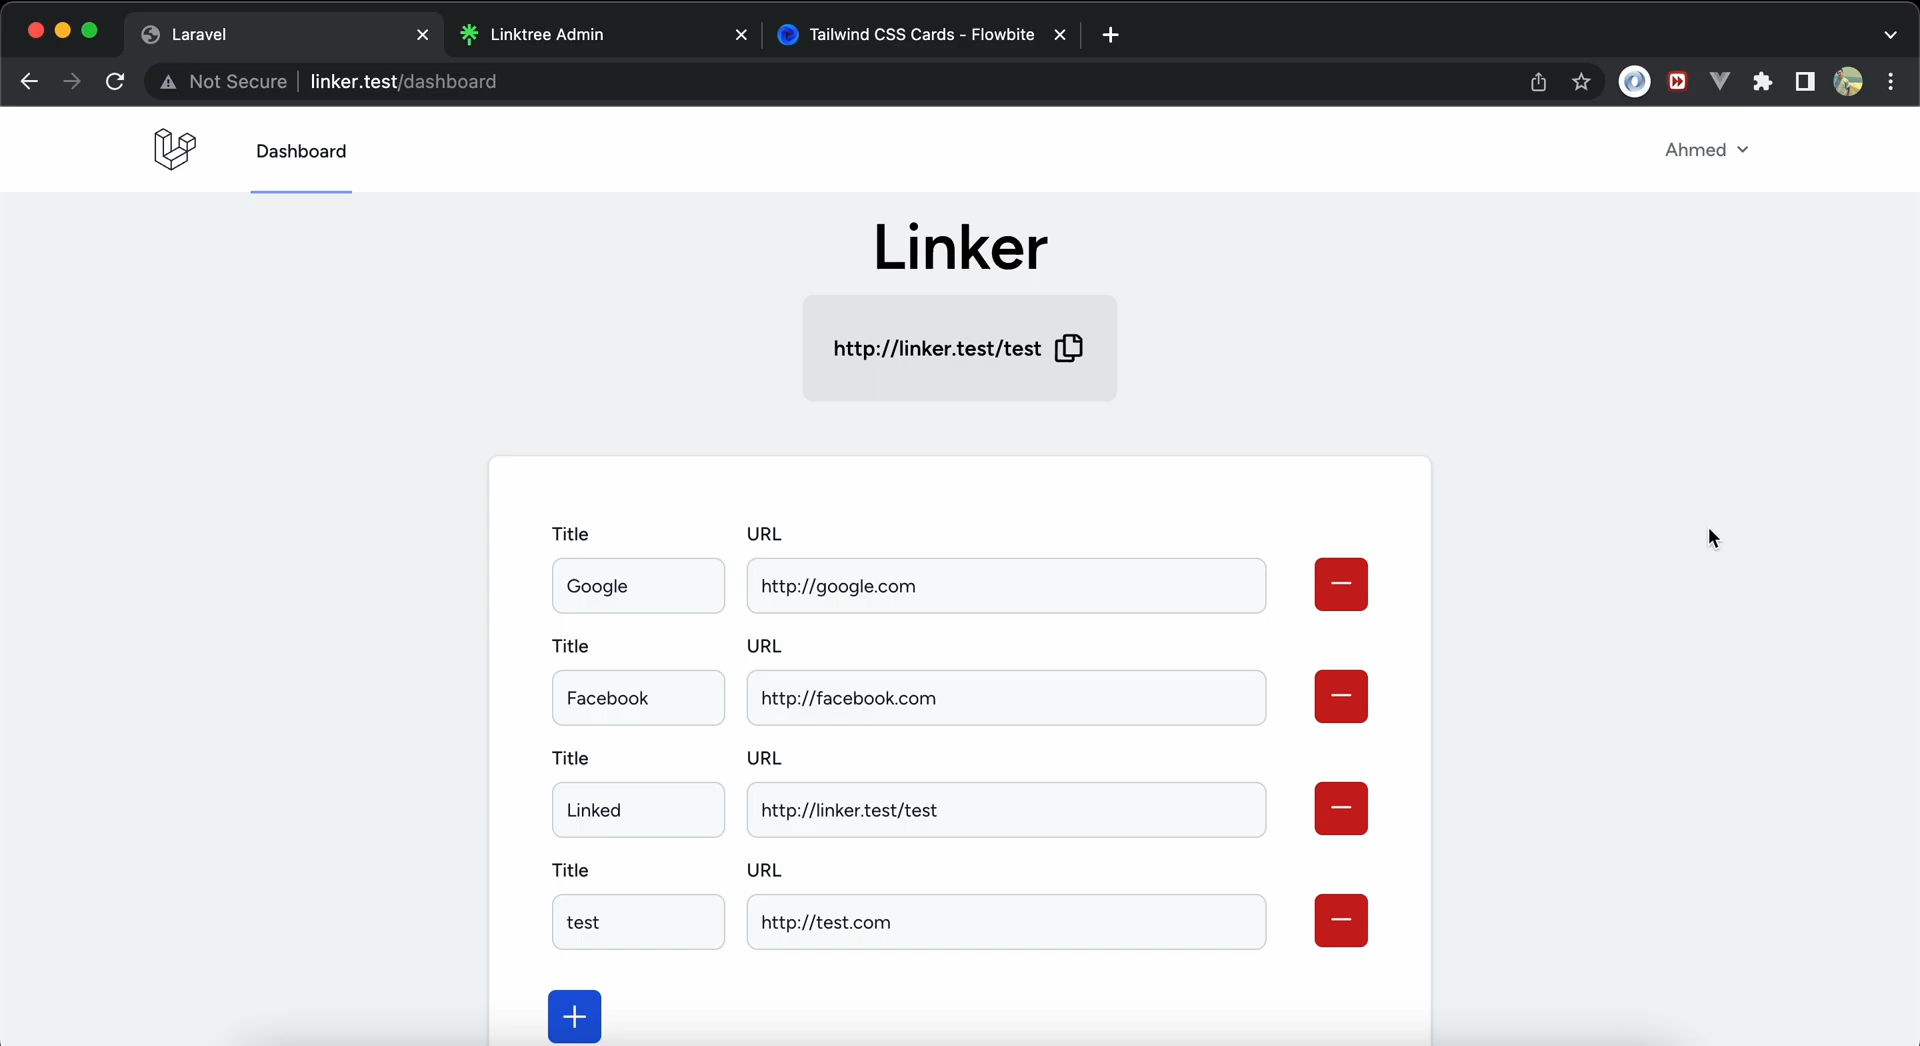 Laravel
Linktree Admin
Tailwind CSS Cards - Flowbite
Not Secure
linker.test/dashboard
Dashboard
Ahmed
Linker
http://linker.test/test
Title URL
Google http://google.com
Title URL
Facebook http://facebook.com
Title URL
Linked http://linker.test/test
Title URL
test http://test.com